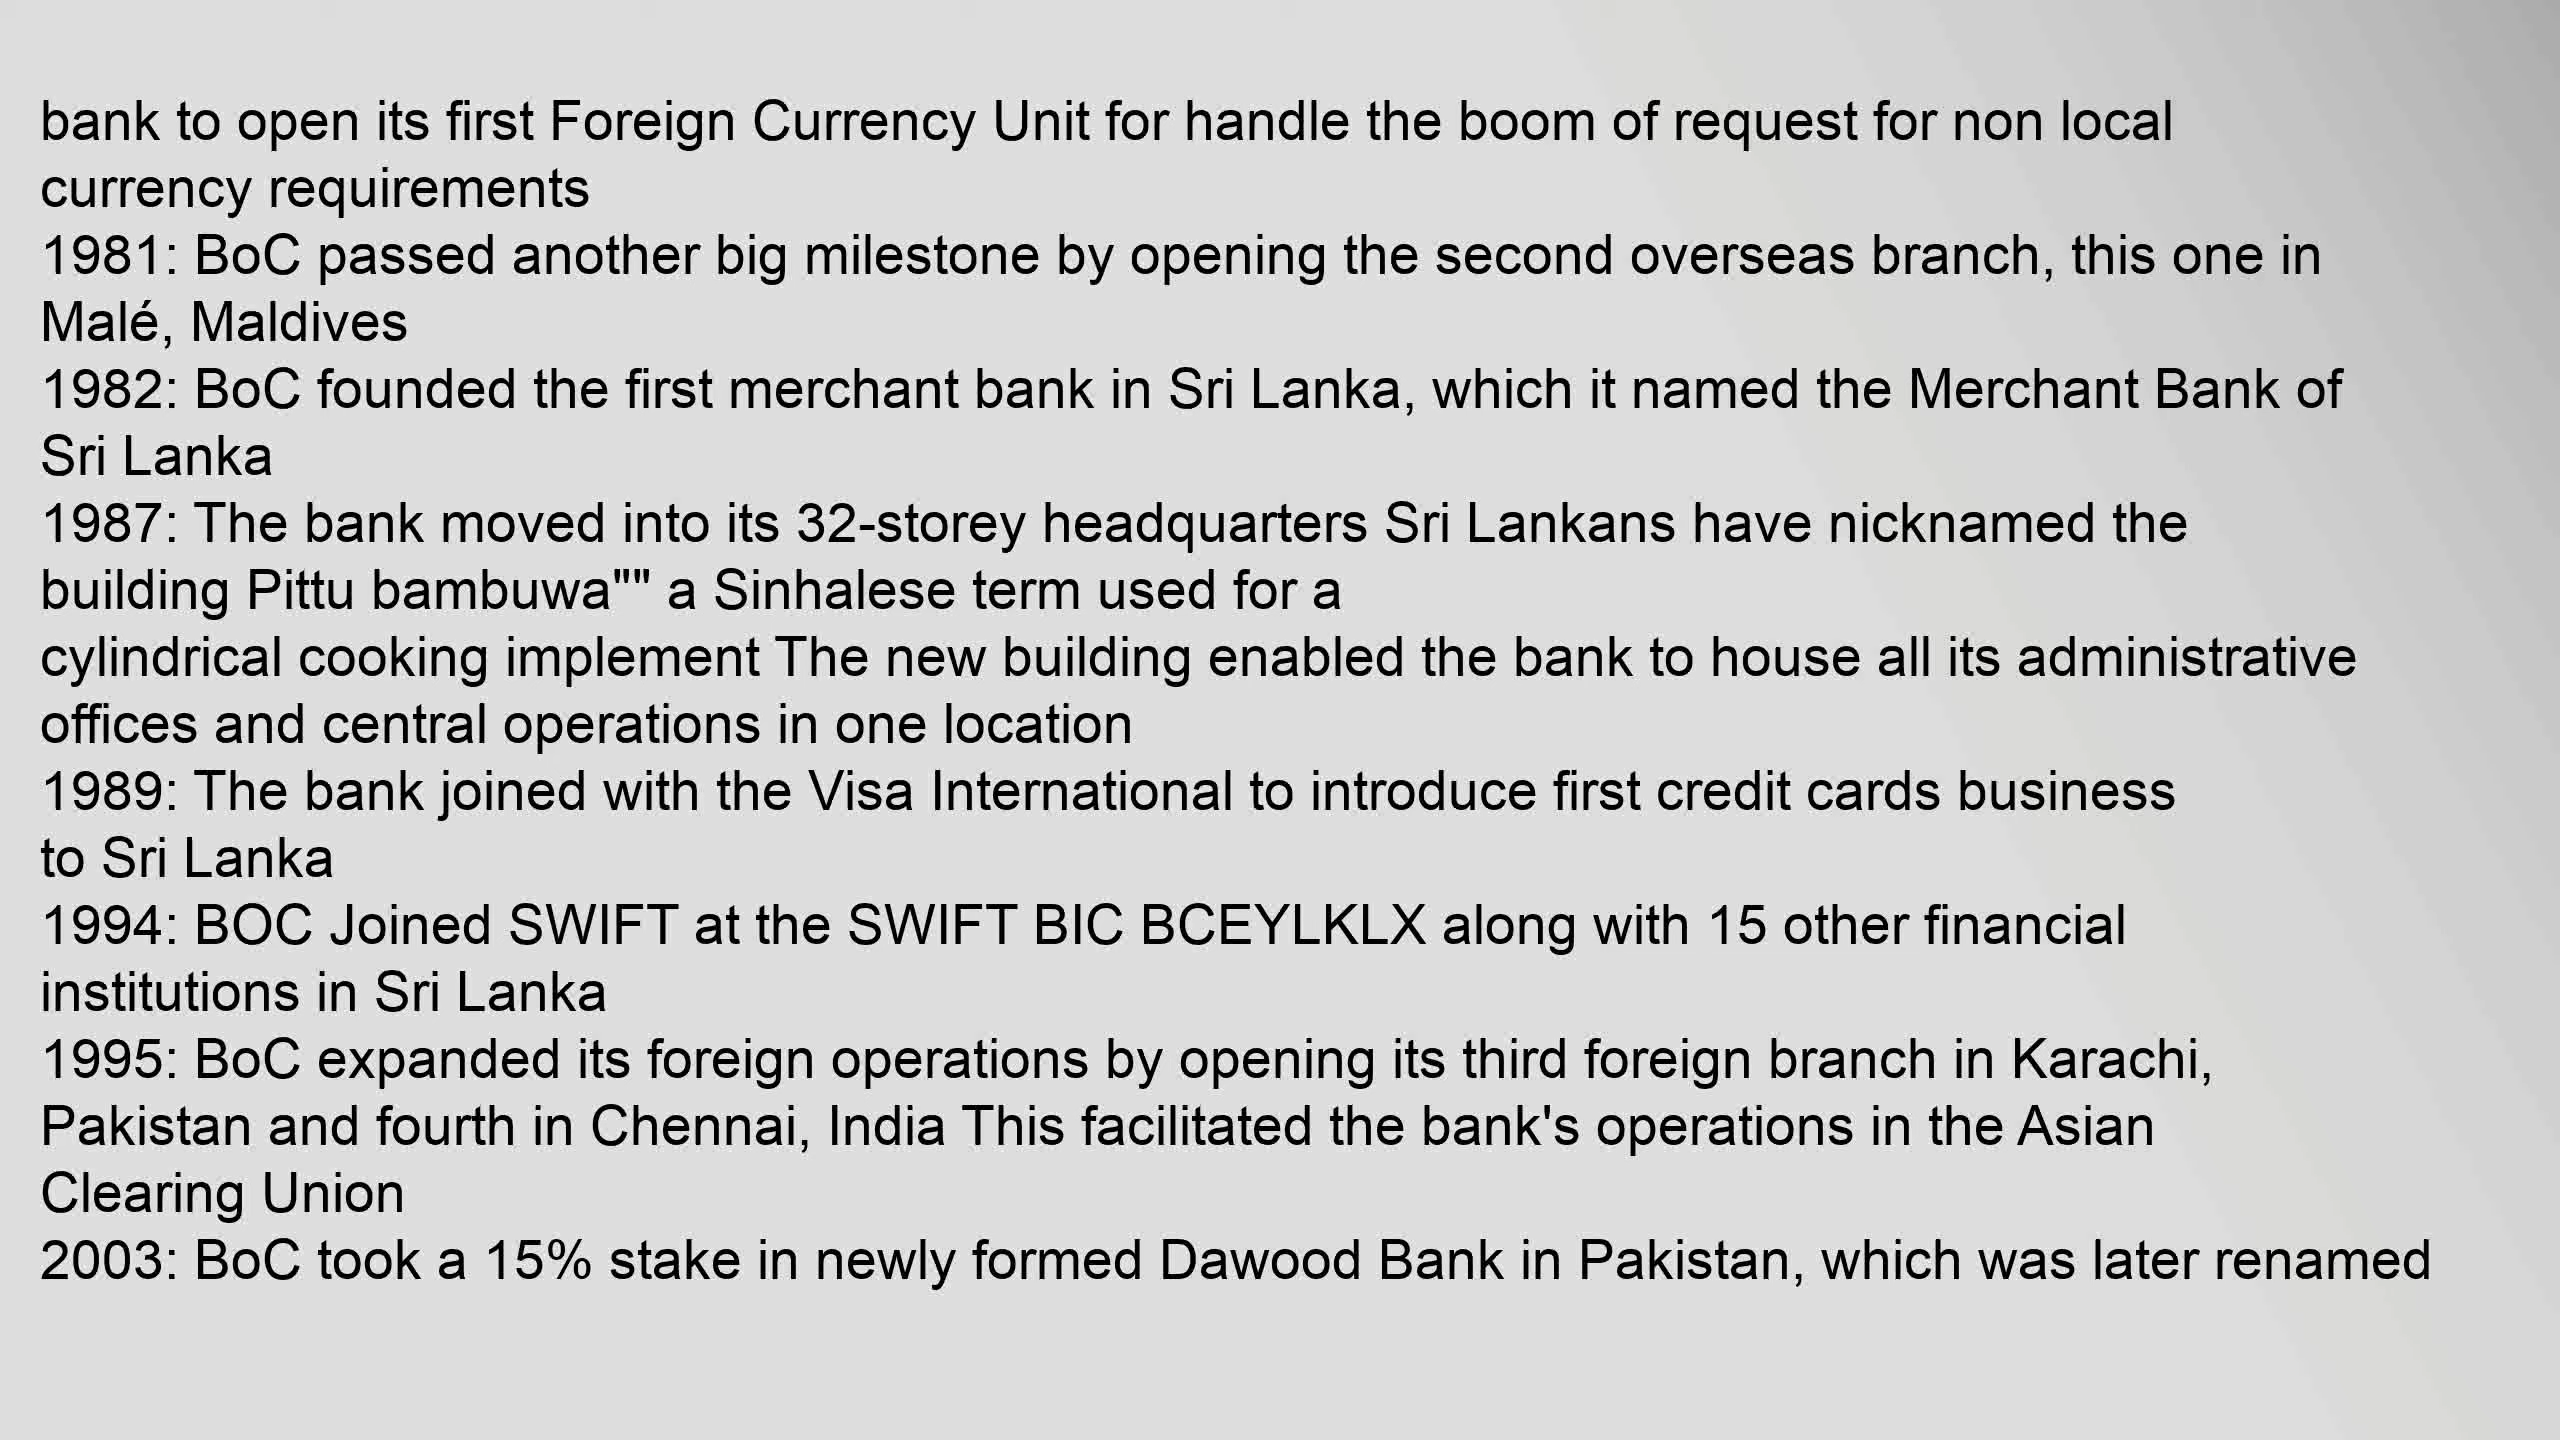 bank to open its first Foreign Currency Unit for handle the boom of request for non local
currency requirements
1981: BoC passed another big milestone by opening the second overseas branch, this one in
Malé, Maldives
1982: BoC founded the first merchant bank in Sri Lanka, which it named the Merchant Bank of
Sri Lanka
1987: The bank moved into its 32-storey headquarters Sri Lankans have nicknamed the
building Pittu bambuwa"" a Sinhalese term used for a
cylindrical cooking implement The new building enabled the bank to house all its administrative
offices and central operations in one location
1989: The bank joined with the Visa International to introduce first credit cards business
to Sri Lanka
1994: BOC Joined SWIFT at the SWIFT BIC BCEYLKLX along with 15 other financial
institutions in Sri Lanka
1995: BoC expanded its foreign operations by opening its third foreign branch in Karachi,
Pakistan and fourth in Chennai, India This facilitated the bank's operations in the Asian
Clearing Union
2003: BoC took a 15% stake in newly formed Dawood Bank in Pakistan, which was later renamed